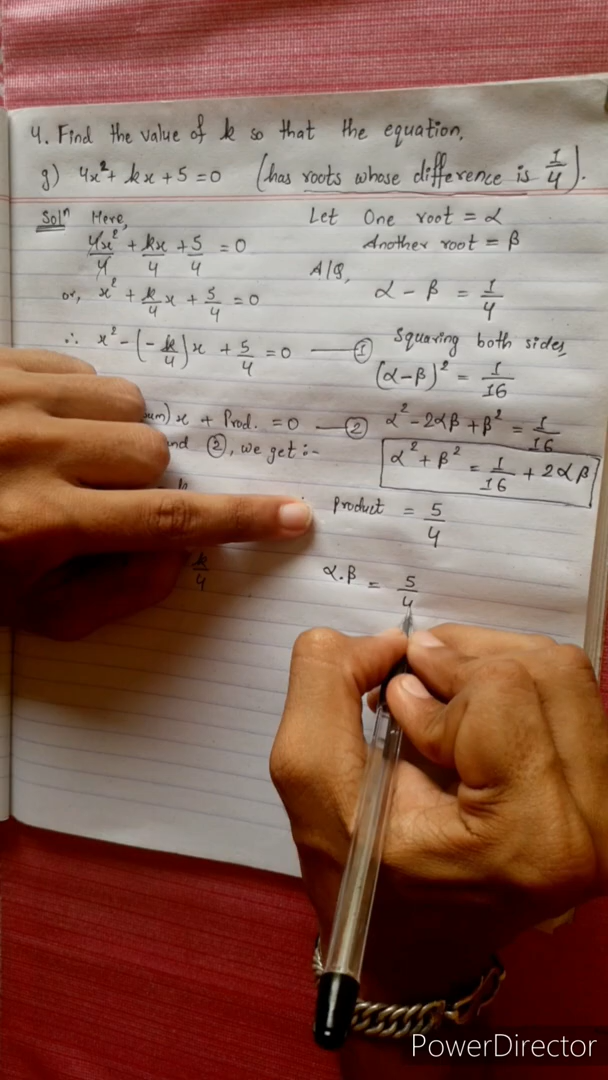 4. Find the value of k so that the equation,
g) 4x² + kx + 5 = 0 (has roots whose difference is 1/4).
Solⁿ Here,
4x²/4 + kx/4 + 5/4 = 0
or, x² + k/4 x + 5/4 = 0
∴ x² - (-k/4)x + 5/4 = 0 — ①
um) x + Prod. = 0 — ②
and ②, we get :-
k
k/4
Let One root = α
Another root = β
A/Q,
α - β = 1/4
Squaring both sides,
(α-β)² = 1/16
α² - 2αβ + β² = 1/16
α² + β² = 1/16 + 2αβ
Product = 5/4
α.β = 5/4
PowerDirector